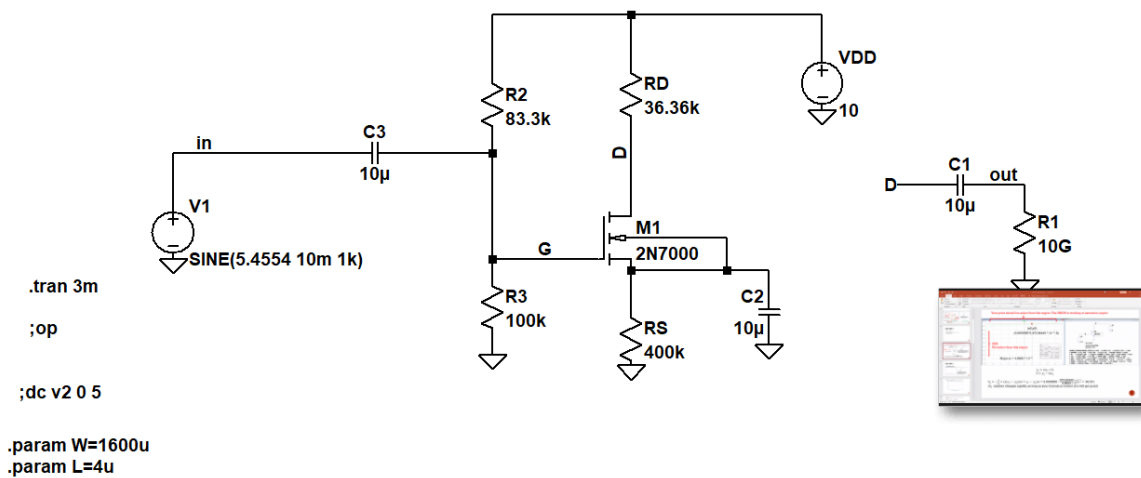 VDD
10
R2
83.3k
RD
36.36k
in
C3
10µ
D
V1
SINE(5.4554 10m 1k)
G
M1
2N7000
D
C1
10µ
out
R1
10G
.tran 3m
R3
100k
C2
10µ
;op
RS
400k
;dc v2 0 5
.param W=1600u
.param L=4u